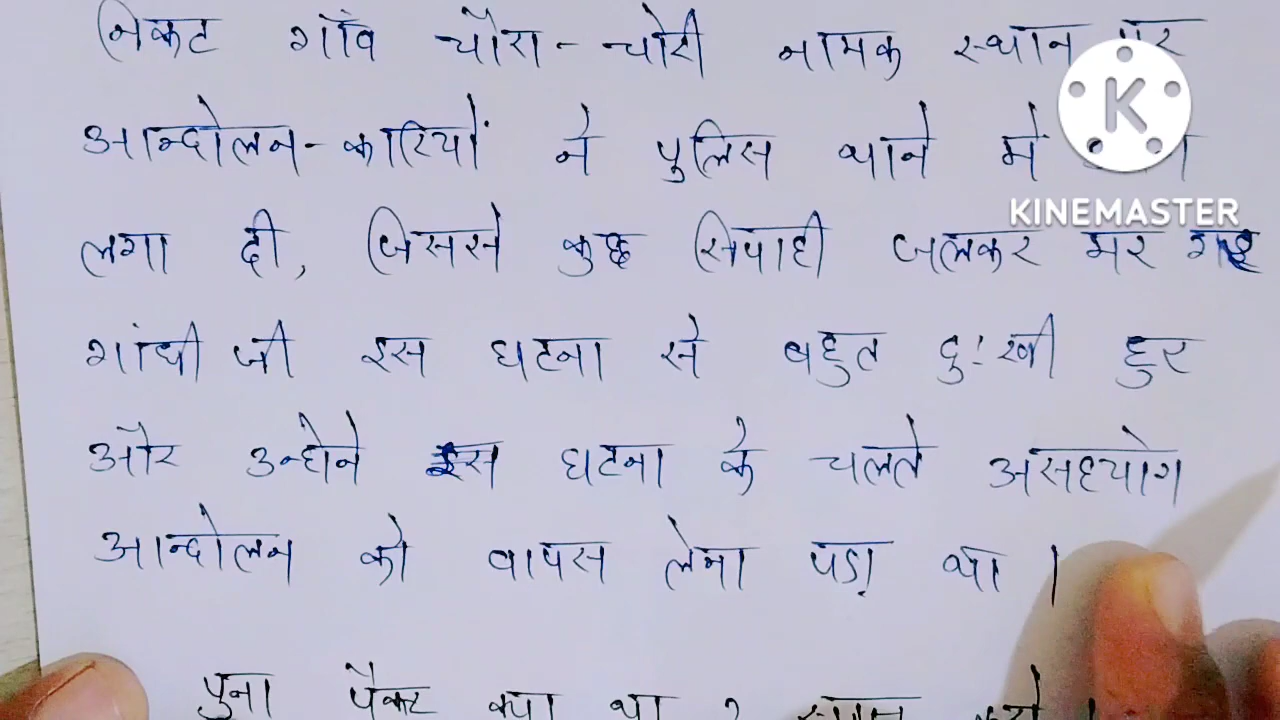 निकट गाँव चौरा-चोरी नामक स्थान पर
आन्दोलन-कारियों ने पुलिस थाने में
लगा दी, जिससे कुछ सिपाही जलकर मर गए
गांधी जी इस घटना से बहुत दुःखी हुए
और उन्होने इस घटना के चलते असहयोग
आन्दोलन को वापस लेना पड़ा था।
पुना पैक्ट क्या था?
K
KINEMASTER